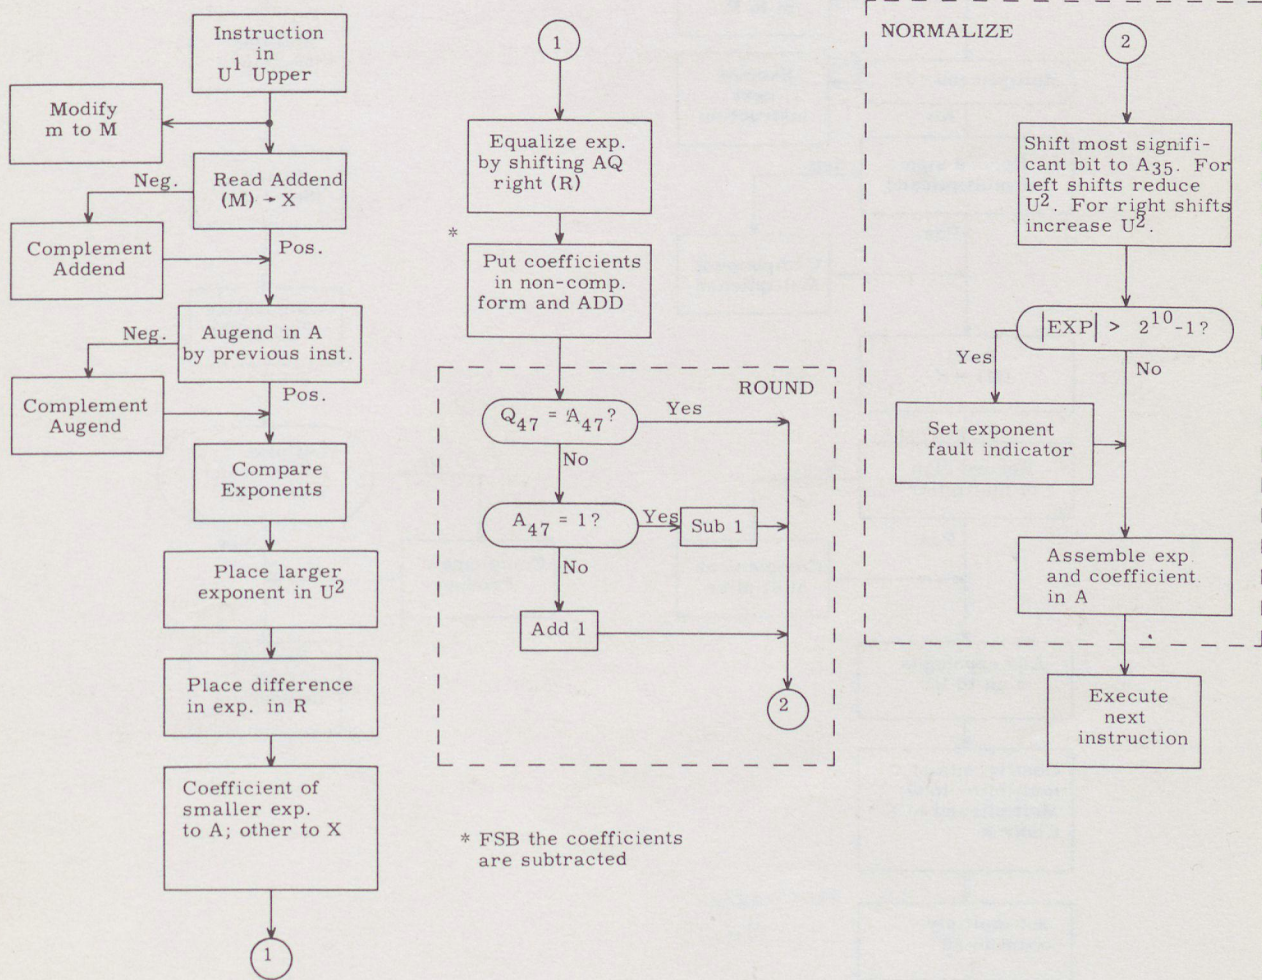 Instruction
in
U¹ Upper
Modify
m to M
Neg.
Read Addend
(M) → X
Complement
Addend
Pos.
Neg.
Augend in A
by previous inst.
Complement
Augend
Pos.
Compare
Exponents
Place larger
exponent in U²
Place difference
in exp. in R
Coefficient of
smaller exp.
to A; other to X
1
1
Equalize exp.
by shifting AQ
right (R)
*
Put coefficients
in non-comp.
form and ADD
ROUND
Q₄₇ = A₄₇?
Yes
No
A₄₇ = 1?
Yes
Sub 1
No
Add 1
2
* FSB the coefficients
are subtracted
NORMALIZE
2
Shift most signifi-
cant bit to A₃₅. For
left shifts reduce
U². For right shifts
increase U².
|EXP| > 2¹⁰-1?
Yes
No
Set exponent
fault indicator
Assemble exp.
and coefficient.
in A
Execute
next
instruction